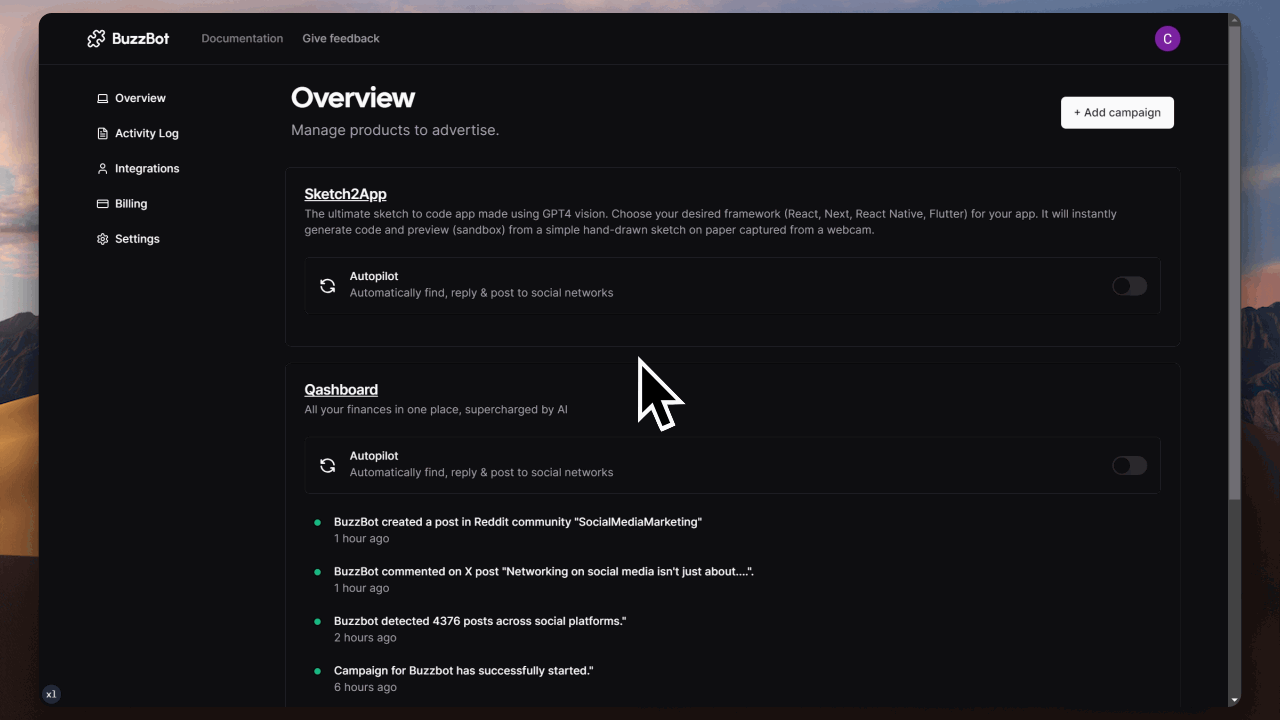 BuzzBot
Documentation
Give feedback
C
Overview
Activity Log
Integrations
Billing
Settings
Overview
Manage products to advertise.
+ Add campaign
Sketch2App
The ultimate sketch to code app made using GPT4 vision. Choose your desired framework (React, Next, React Native, Flutter) for your app. It will instantly
generate code and preview (sandbox) from a simple hand-drawn sketch on paper captured from a webcam.
Autopilot
Automatically find, reply & post to social networks
Qashboard
All your finances in one place, supercharged by AI
Autopilot
Automatically find, reply & post to social networks
BuzzBot created a post in Reddit community "SocialMediaMarketing"
1 hour ago
BuzzBot commented on X post "Networking on social media isn't just about....".
1 hour ago
Buzzbot detected 4376 posts across social platforms."
2 hours ago
Campaign for Buzzbot has successfully started."
6 hours ago
xl